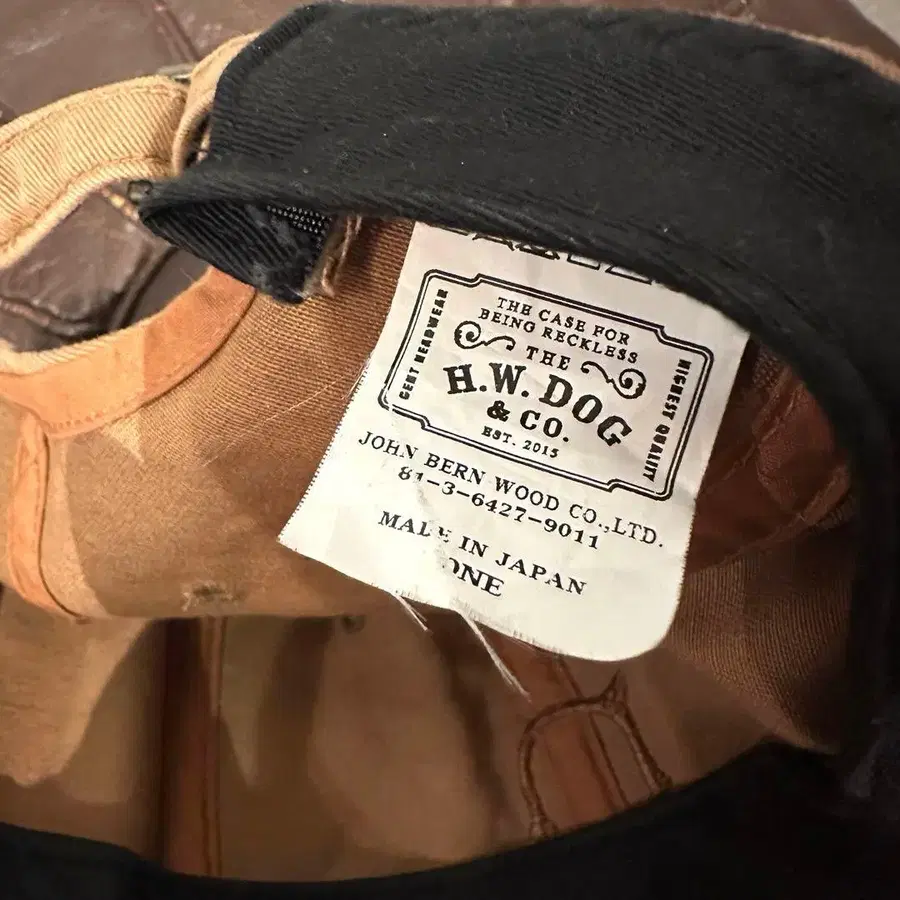 THE CASE FOR
BEING RECKLESS
THE
H.W. DOG
& CO.
EST. 2015
GENT HEADWEAR
HIGHEST QUALITY
JOHN BERN WOOD CO.,LTD.
81-3-6427-9011
MADE IN JAPAN
ONE